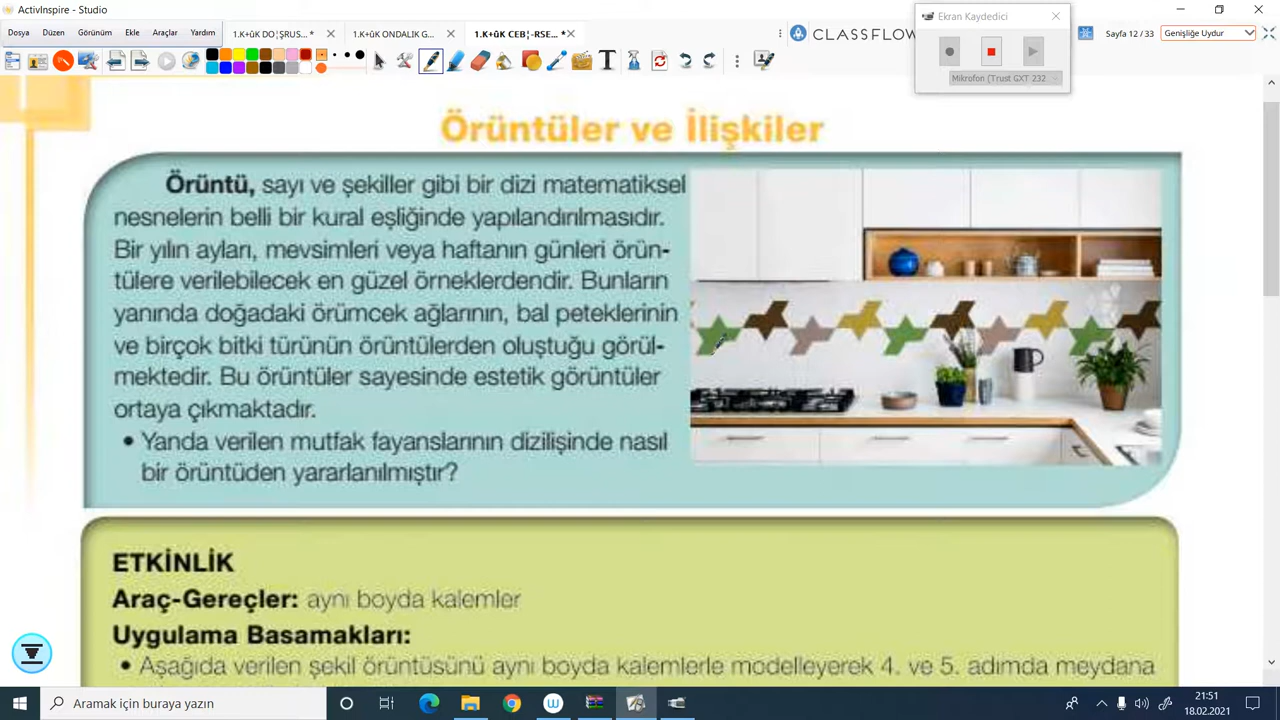 ActivInspire - Studio
Ekran Kaydedici
Dosya Düzen Görünüm Ekle Araçlar Yardım
1.K+ûK DO¦ŞRUS... *
1.K+ûK KONDALIK G...
1.K+ûK CEB¦-RSE... *
CLASSFLOW
Sayfa 12 / 33
Genişliğe Uydur
Mikrofon (Trust GXT 232
Örüntüler ve İlişkiler
Örüntü, sayı ve şekiller gibi bir dizi matematiksel
nesnelerin belli bir kural eşliğinde yapılandırılmasıdır.
Bir yılın ayları, mevsimleri veya haftanın günleri örün-
tülere verilebilecek en güzel örneklerdendir. Bunların
yanında doğadaki örümcek ağlarının, bal peteklerinin
ve birçok bitki türünün örüntülerden oluştuğu görül-
mektedir. Bu örüntüler sayesinde estetik görüntüler
ortaya çıkmaktadır.
• Yanda verilen mutfak fayanslarının dizilişinde nasıl
bir örüntüden yararlanılmıştır?
ETKİNLİK
Araç-Gereçler: aynı boyda kalemler
Uygulama Basamakları:
• Aşağıda verilen şekil örüntüsünü aynı boyda kalemlerle modelleyerek 4. ve 5. adımda meydana
Aramak için buraya yazın
21:51
18.02.2021